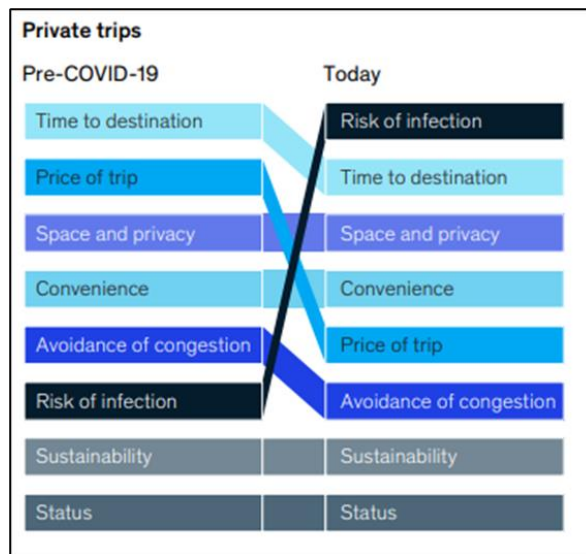 Private trips
Pre-COVID-19 Today
Time to destination Risk of infection
Price of trip Time to destination
Space and privacy Space and privacy
Convenience Convenience
Avoidance of congestion Price of trip
Risk of infection Avoidance of congestion
Sustainability Sustainability
Status Status